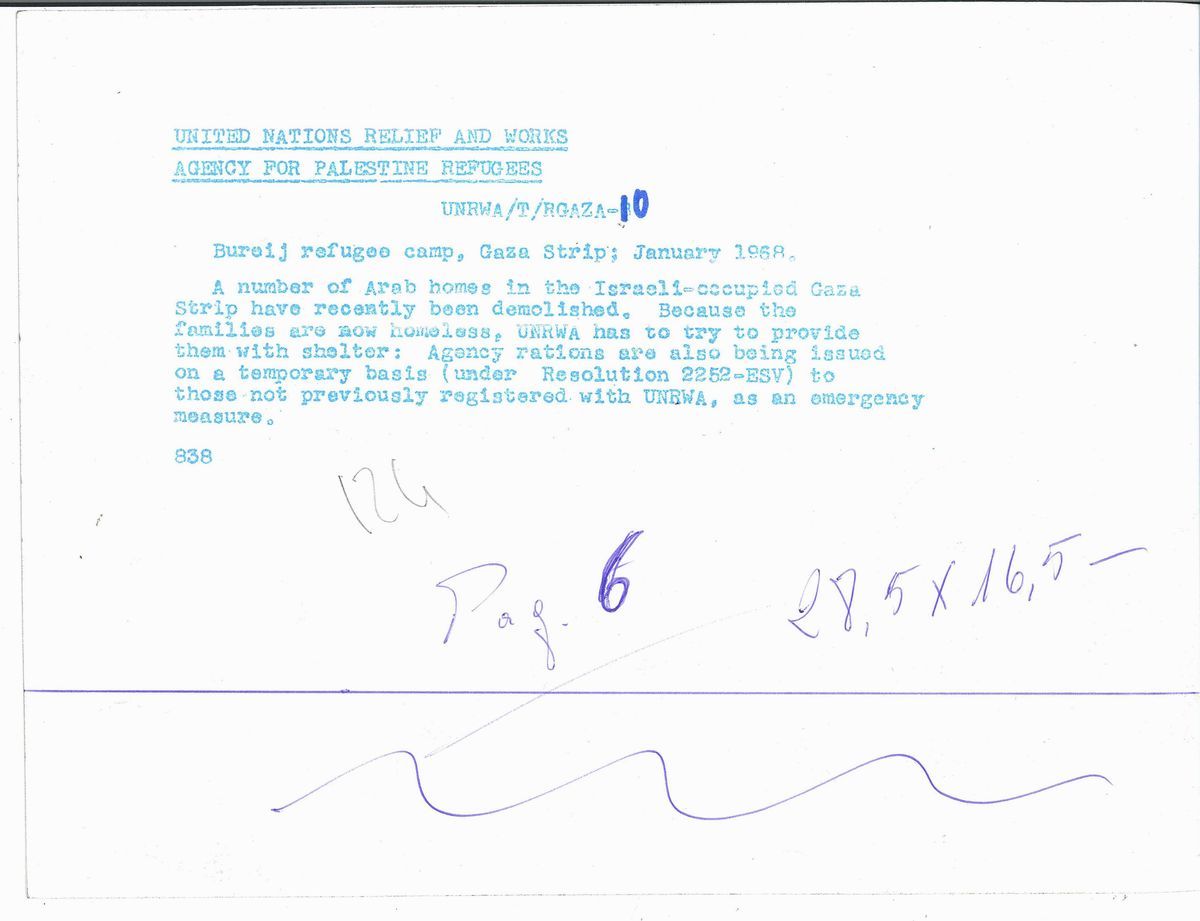 UNITED NATIONS RELIEF AND WORKS
AGENCY FOR PALESTINE REFUGEES
UNRWA/T/RGAZA-10
Bureij refugee camp, Gaza Strip; January 1968.
A number of Arab homes in the Israeli-occupied Gaza
Strip have recently been demolished. Because the
families are now homeless, UNRWA has to try to provide
them with shelter: Agency rations are also being issued
on a temporary basis (under Resolution 2252-ESV) to
those not previously registered with UNRWA, as an emergency
measure.
838
124
Pag. 6
28,5 X 16,5 -